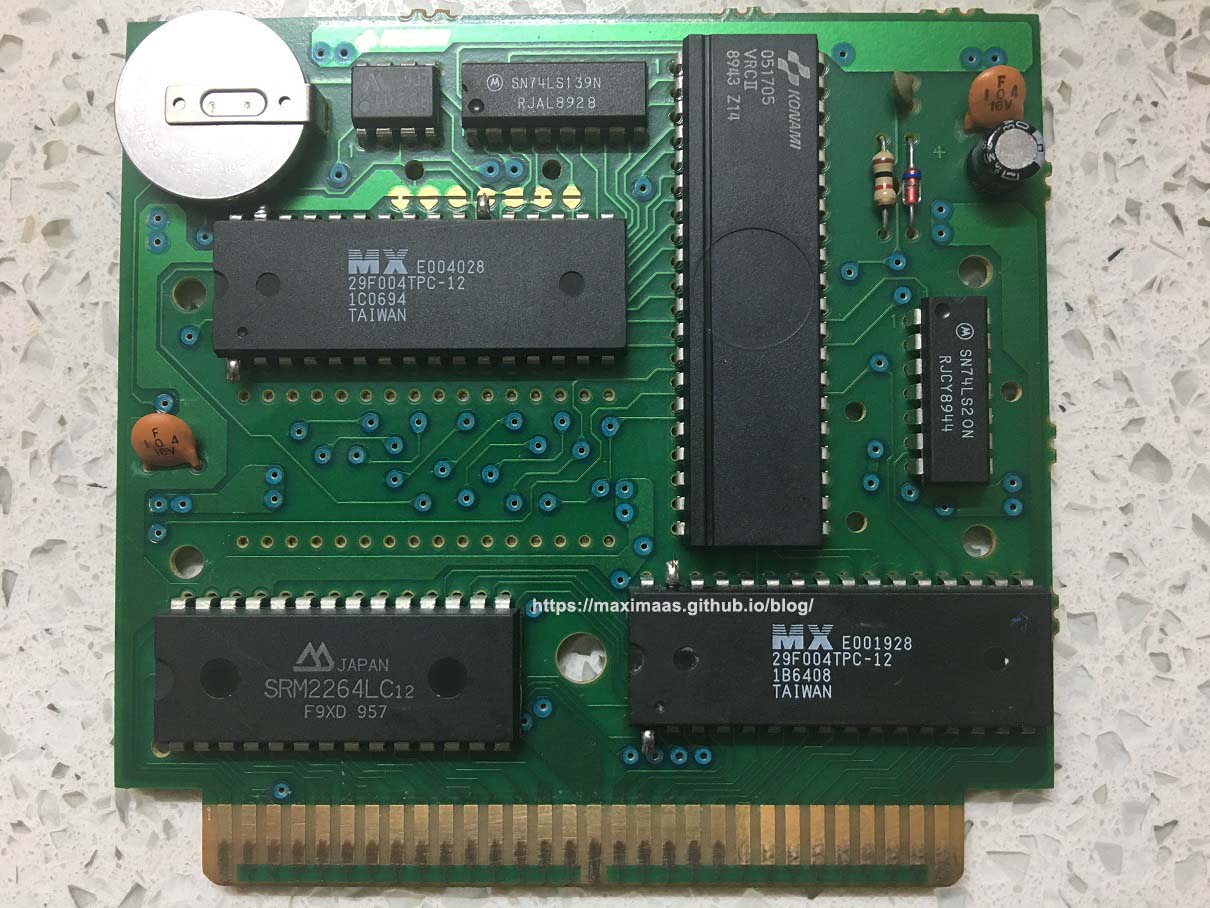 SN74LS139N
RJAL8928
KONAMI
051705
VRCII
8943 Z14
F
104
16V
+
MX E004028
29F004TPC-12
1C0694
TAIWAN
SN74LS20N
RJCY8944
F
104
16V
https://maximaas.github.io/blog/
JAPAN
SRM2264LC12
F9XD 957
MX E001928
29F004TPC-12
1B6408
TAIWAN